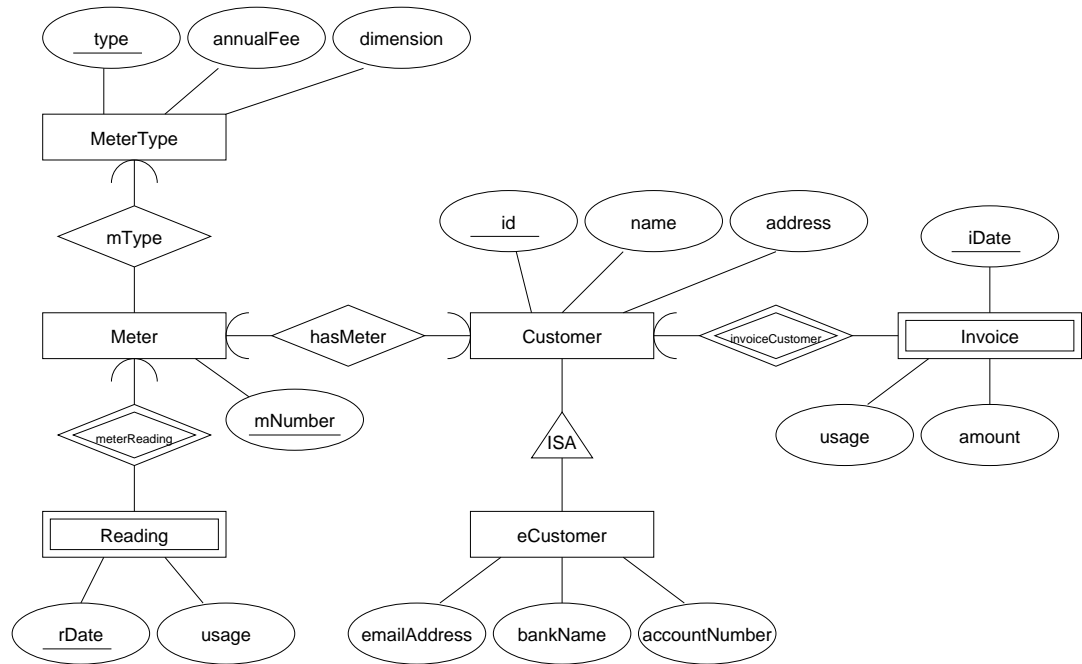 type
annualFee
dimension
MeterType
mType
id
name
address
iDate
Meter
hasMeter
Customer
invoiceCustomer
Invoice
meterReading
mNumber
usage
amount
ISA
Reading
eCustomer
rDate
usage
emailAddress
bankName
accountNumber